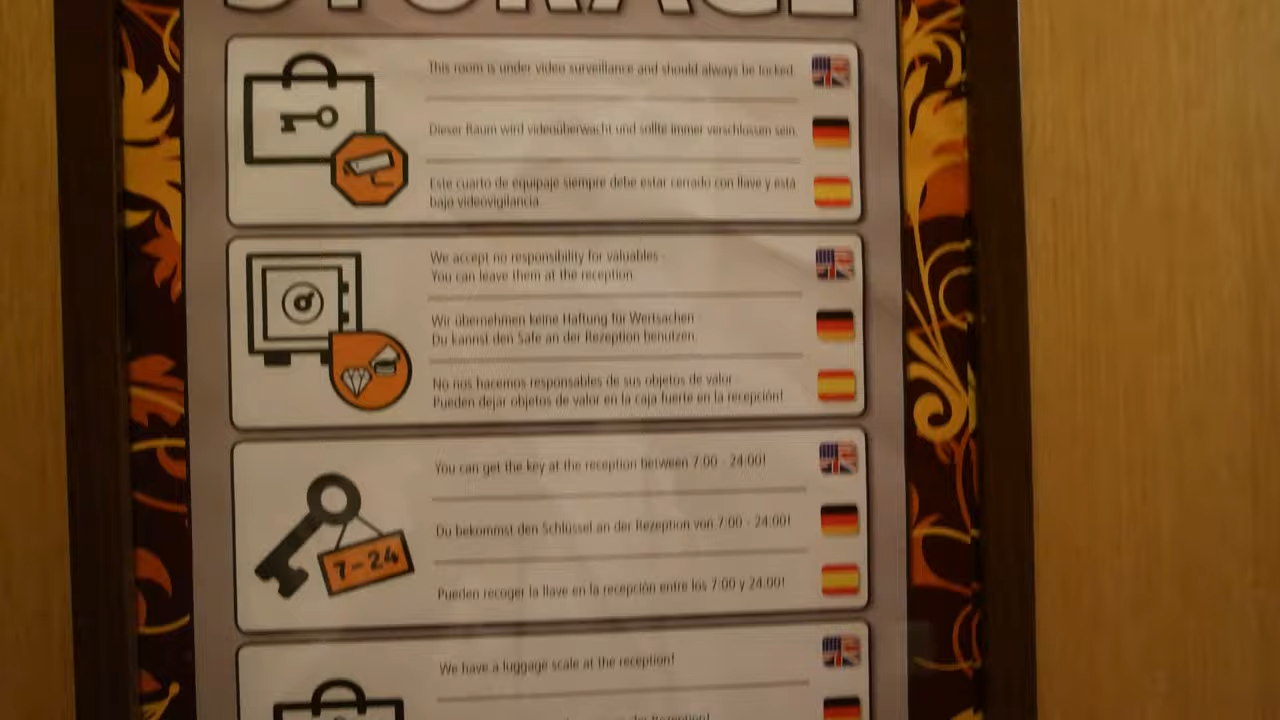 STORAGE
This room is under video surveillance and should always be locked.
Dieser Raum wird videoüberwacht und sollte immer verschlossen sein.
Este cuarto de equipaje siempre debe estar cerrado con llave y está
bajo videovigilancia.
We accept no responsibility for valuables -
You can leave them at the reception.
Wir übernehmen keine Haftung für Wertsachen -
Du kannst den Safe an der Rezeption benutzen.
No nos hacemos responsables de sus objetos de valor -
Pueden dejar objetos de valor en la caja fuerte en la recepción!
You can get the key at the reception between 7:00 - 24:00!
Du bekommst den Schlüssel an der Rezeption von 7:00 - 24:00!
7-24
Pueden recoger la llave en la recepción entre los 7:00 y 24:00!
We have a luggage scale at the reception!
der Rezeption!